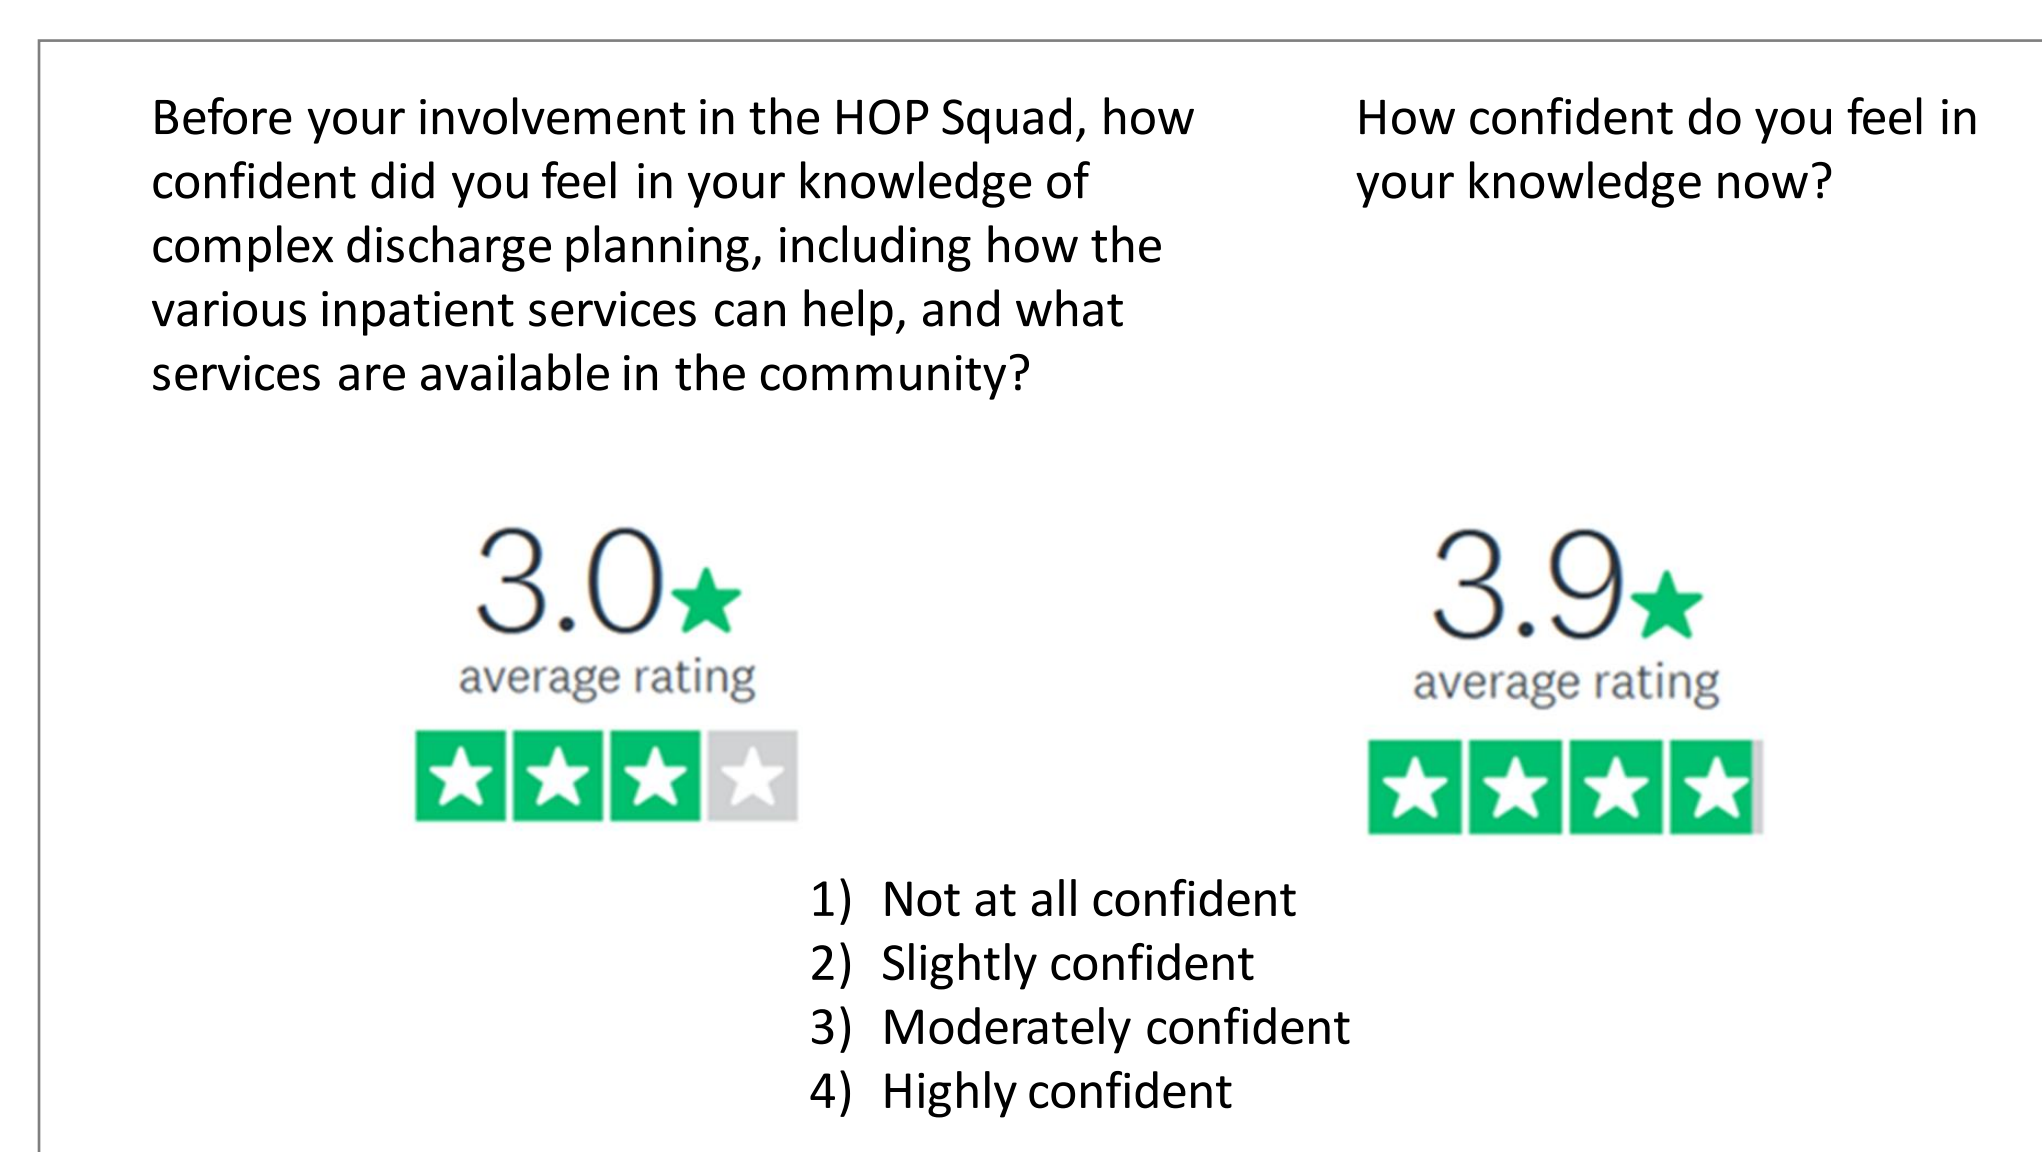 Before your involvement in the HOP Squad, how
confident did you feel in your knowledge of
complex discharge planning, including how the
various inpatient services can help, and what
services are available in the community?
How confident do you feel in
your knowledge now?
3.0
average rating
3.9
average rating
1) Not at all confident
2) Slightly confident
3) Moderately confident
4) Highly confident